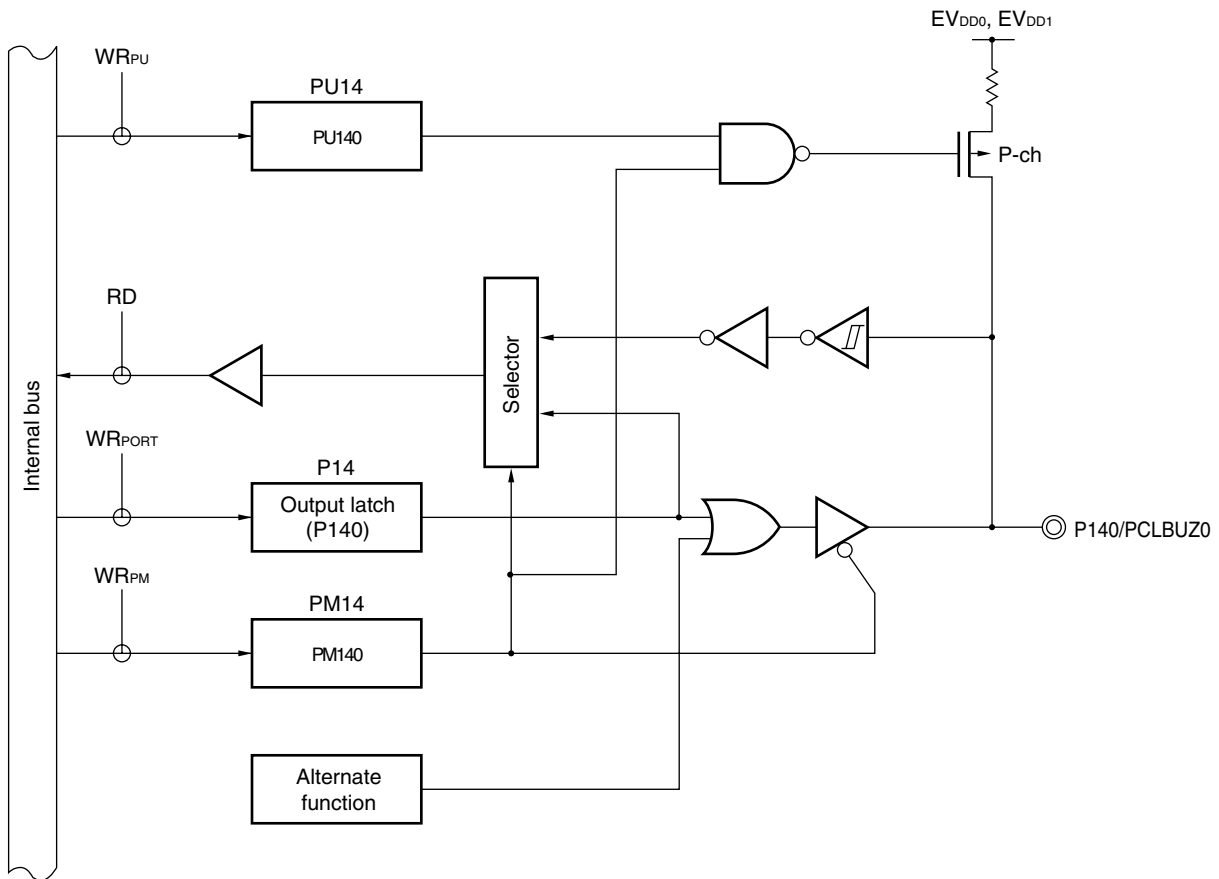 EVDD0, EVDD1
WRPU
PU14
PU140
P-ch
RD
Selector
Internal bus
WRPORT
P14
Output latch
(P140)
P140/PCLBUZ0
WRPM
PM14
PM140
Alternate
function